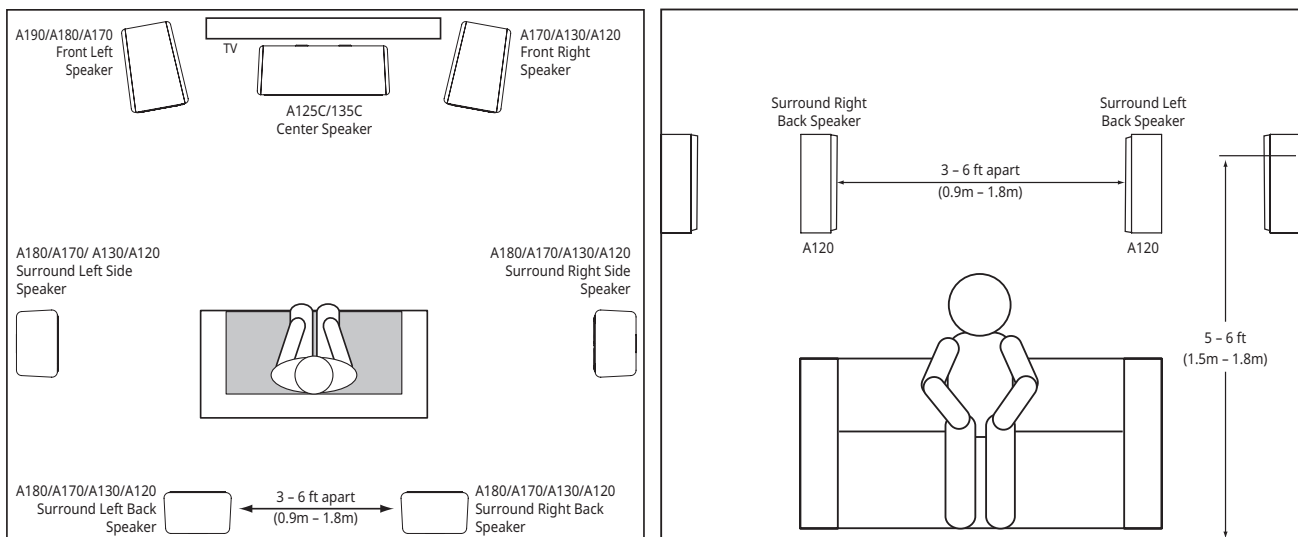 A190/A180/A170
Front Left
Speaker
TV
A170/A130/A120
Front Right
Speaker
A125C/135C
Center Speaker
A180/A170/ A130/A120
Surround Left Side
Speaker
A180/A170/A130/A120
Surround Right Side
Speaker
A180/A170/A130/A120
Surround Left Back
Speaker
3 – 6 ft apart
(0.9m – 1.8m)
A180/A170/A130/A120
Surround Right Back
Speaker
Surround Right
Back Speaker
Surround Left
Back Speaker
3 – 6 ft apart
(0.9m – 1.8m)
A120
A120
5 – 6 ft
(1.5m – 1.8m)